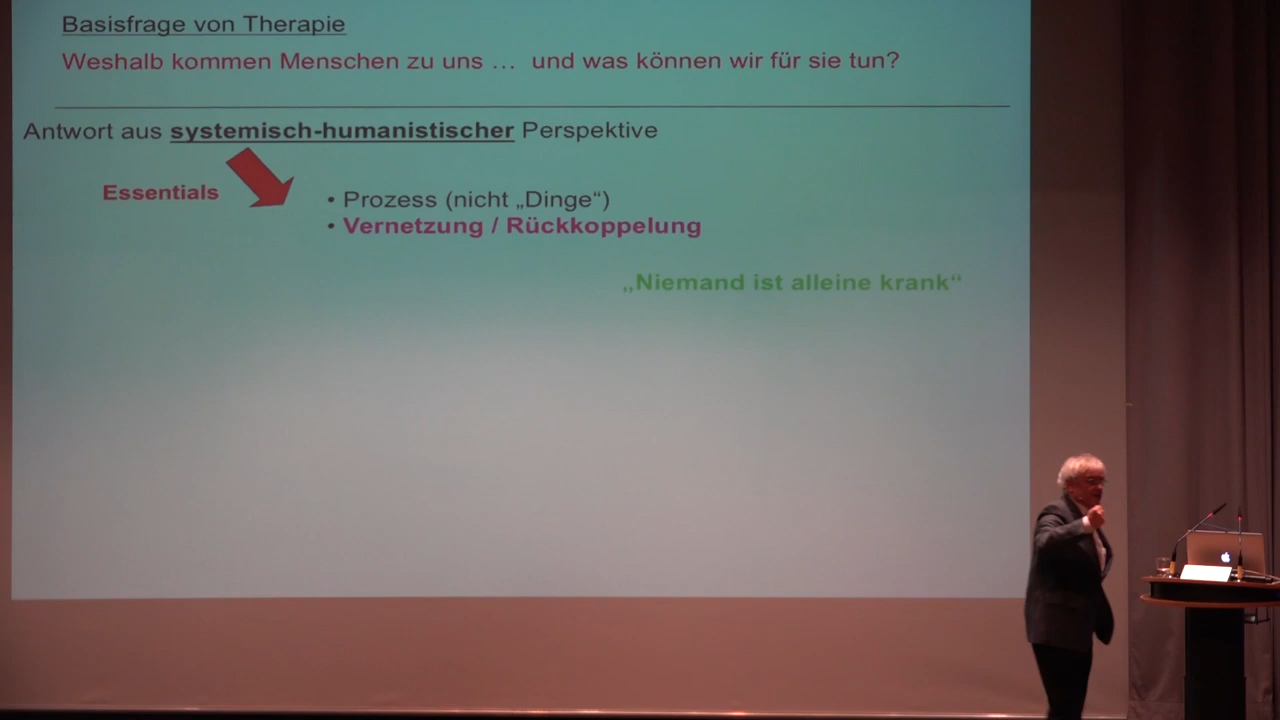 Basisfrage von Therapie
Weshalb kommen Menschen zu uns … und was können wir für sie tun?
Antwort aus systemisch-humanistischer Perspektive
Essentials
• Prozess (nicht „Dinge“)
• Vernetzung / Rückkoppelung
„Niemand ist alleine krank“